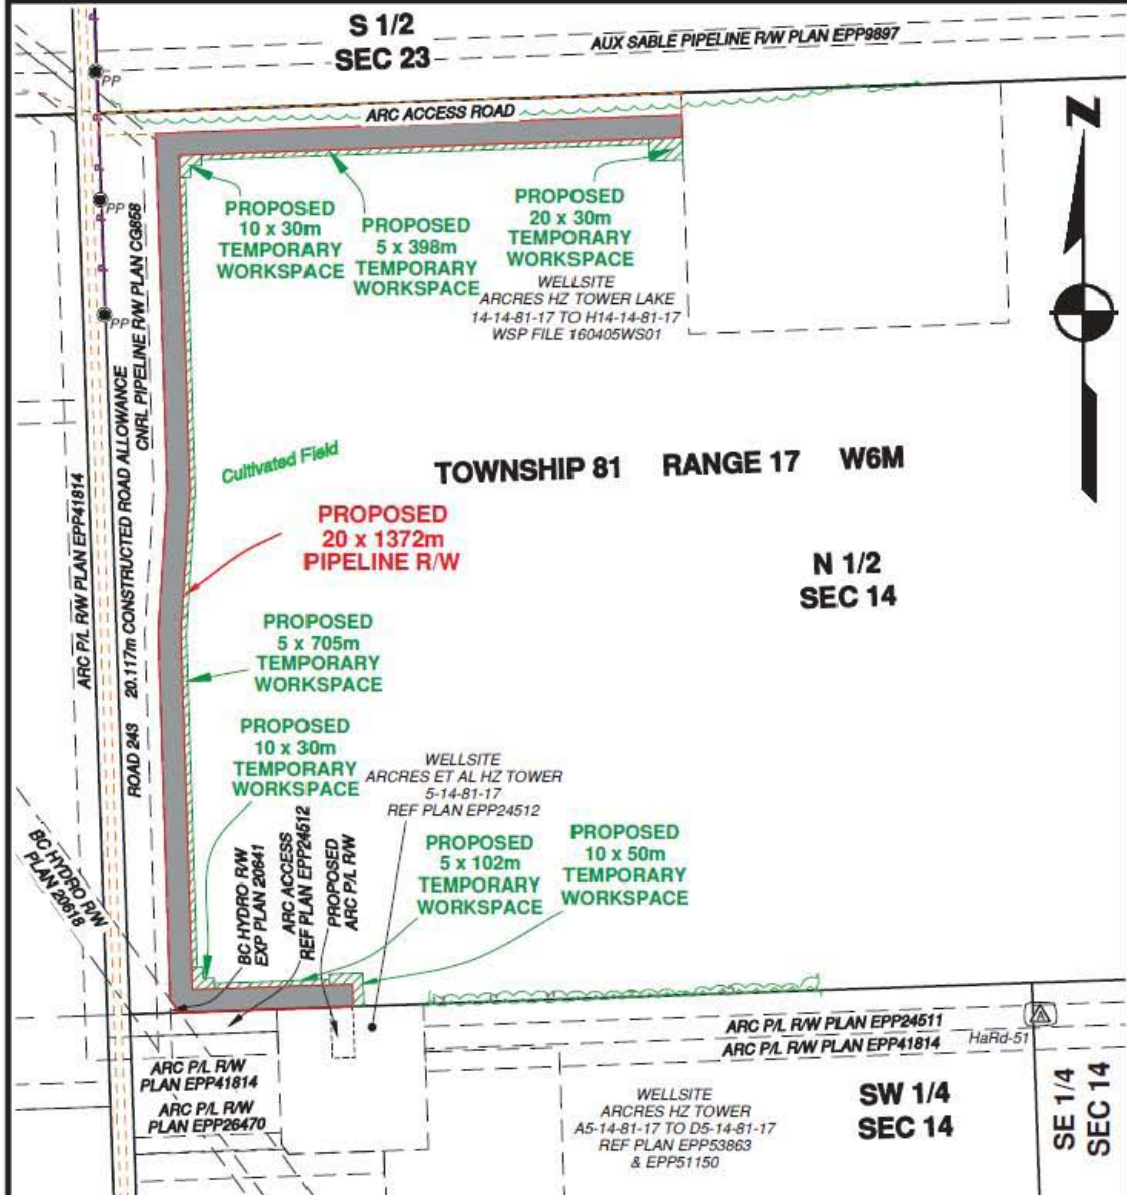 S 1/2
SEC 23
AUX SABLE PIPELINE R/W PLAN EPP9897
PP
ARC ACCESS ROAD
N
PP
PP
PROPOSED
10 x 30m
TEMPORARY
WORKSPACE
PROPOSED
5 x 398m
TEMPORARY
WORKSPACE
PROPOSED
20 x 30m
TEMPORARY
WORKSPACE
WELLSITE
ARCRES HZ TOWER LAKE
14-14-81-17 TO H14-14-81-17
WSP FILE 160405WS01
CNRL PIPELINE R/W PLAN CG858
ROAD 243 20.117m CONSTRUCTED ROAD ALLOWANCE
ARC P/L R/W PLAN EPP41814
Cultivated Field
TOWNSHIP 81 RANGE 17 W6M
PROPOSED
20 x 1372m
PIPELINE R/W
N 1/2
SEC 14
PROPOSED
5 x 705m
TEMPORARY
WORKSPACE
PROPOSED
10 x 30m
TEMPORARY
WORKSPACE
WELLSITE
ARCRES ET AL HZ TOWER
5-14-81-17
REF PLAN EPP24512
BC HYDRO R/W
PLAN 20618
BC HYDRO R/W
EXP PLAN 20641
ARC ACCESS
REF PLAN EPP24512
PROPOSED
ARC P/L R/W
PROPOSED
5 x 102m
TEMPORARY
WORKSPACE
PROPOSED
10 x 50m
TEMPORARY
WORKSPACE
ARC P/L R/W PLAN EPP24511
ARC P/L R/W PLAN EPP41814
HaRd-51
ARC P/L R/W
PLAN EPP41814
ARC P/L R/W
PLAN EPP26470
WELLSITE
ARCRES HZ TOWER
A5-14-81-17 TO D5-14-81-17
REF PLAN EPP53863
& EPP51150
SW 1/4
SEC 14
SE 1/4
SEC 14